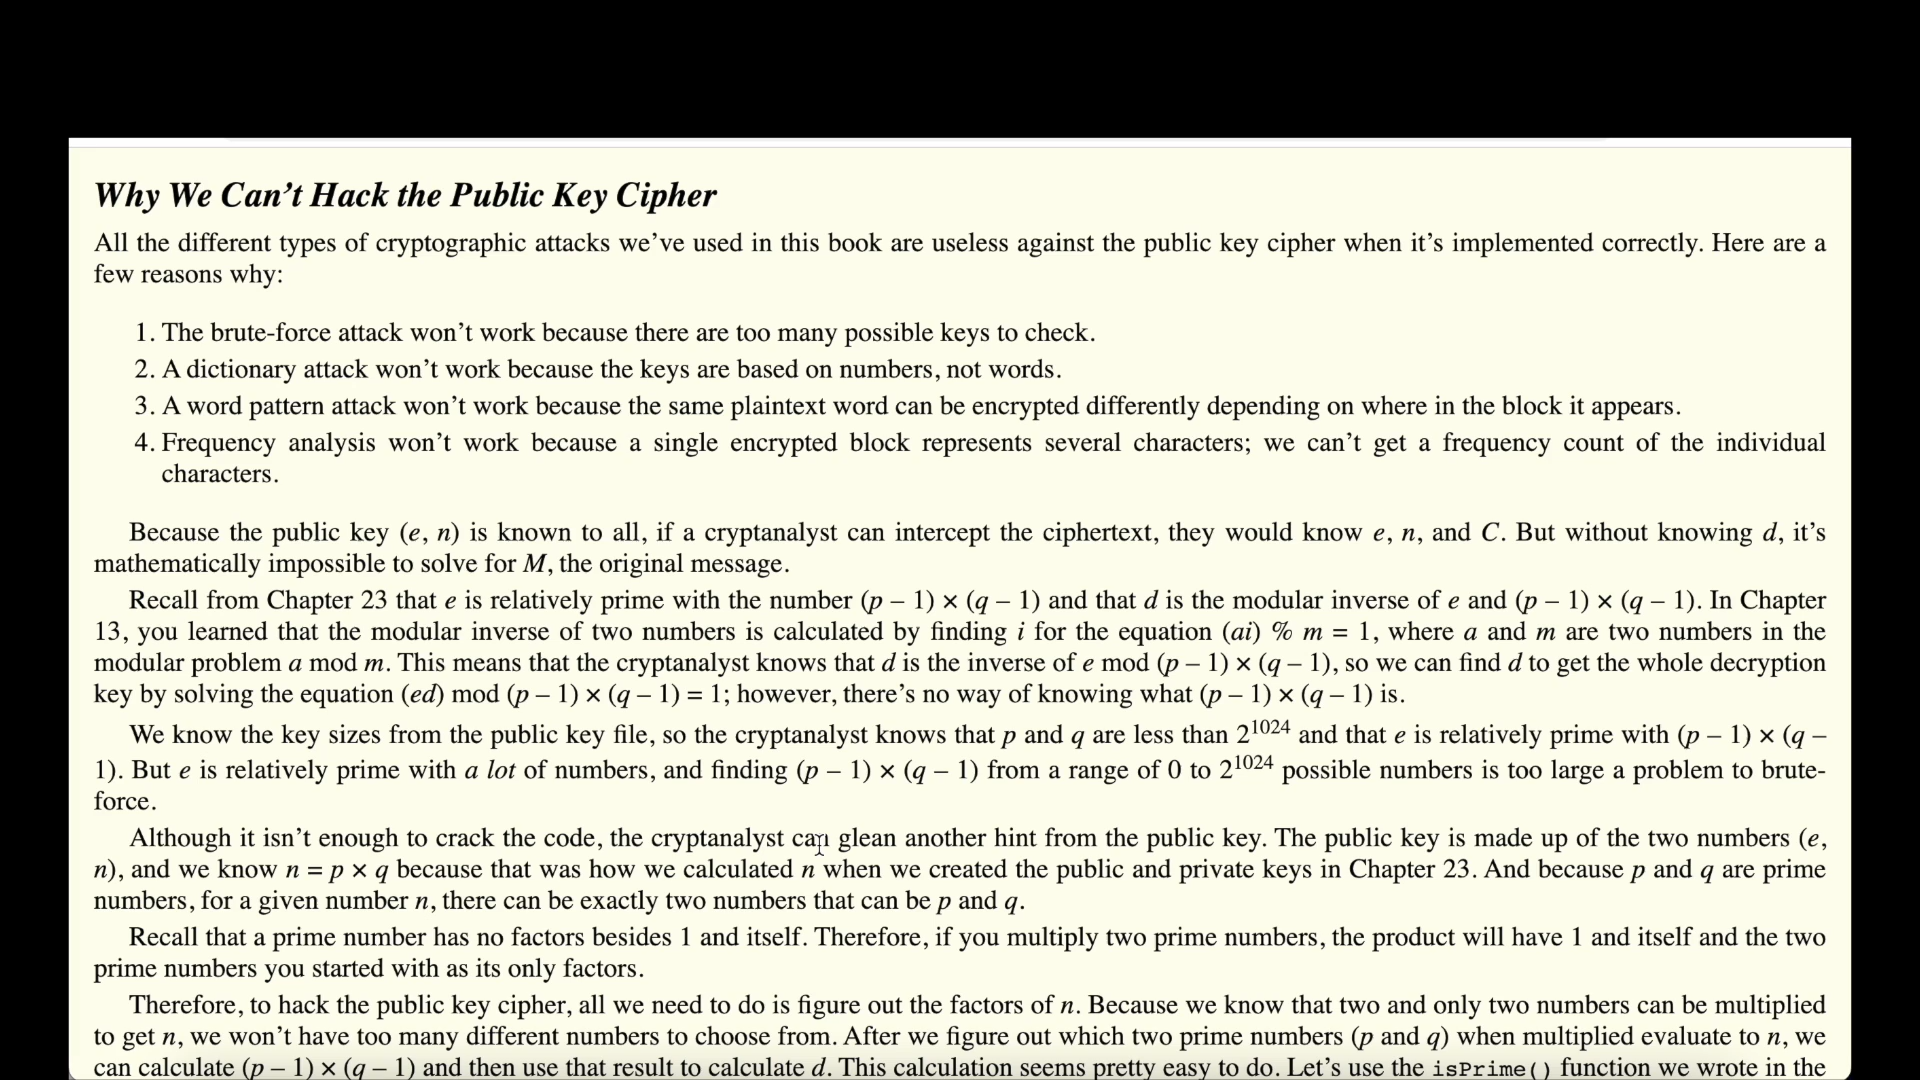 Why We Can’t Hack the Public Key Cipher
All the different types of cryptographic attacks we’ve used in this book are useless against the public key cipher when it’s implemented correctly. Here are a
few reasons why:
1. The brute-force attack won’t work because there are too many possible keys to check.
2. A dictionary attack won’t work because the keys are based on numbers, not words.
3. A word pattern attack won’t work because the same plaintext word can be encrypted differently depending on where in the block it appears.
4. Frequency analysis won’t work because a single encrypted block represents several characters; we can’t get a frequency count of the individual
characters.
Because the public key (e, n) is known to all, if a cryptanalyst can intercept the ciphertext, they would know e, n, and C. But without knowing d, it’s
mathematically impossible to solve for M, the original message.
Recall from Chapter 23 that e is relatively prime with the number (p – 1) × (q – 1) and that d is the modular inverse of e and (p – 1) × (q – 1). In Chapter
13, you learned that the modular inverse of two numbers is calculated by finding i for the equation (ai) % m = 1, where a and m are two numbers in the
modular problem a mod m. This means that the cryptanalyst knows that d is the inverse of e mod (p – 1) × (q – 1), so we can find d to get the whole decryption
key by solving the equation (ed) mod (p – 1) × (q – 1) = 1; however, there’s no way of knowing what (p – 1) × (q – 1) is.
We know the key sizes from the public key file, so the cryptanalyst knows that p and q are less than 2¹⁰²⁴ and that e is relatively prime with (p – 1) × (q –
1). But e is relatively prime with a lot of numbers, and finding (p – 1) × (q – 1) from a range of 0 to 2¹⁰²⁴ possible numbers is too large a problem to brute-
force.
Although it isn’t enough to crack the code, the cryptanalyst can glean another hint from the public key. The public key is made up of the two numbers (e,
n), and we know n = p × q because that was how we calculated n when we created the public and private keys in Chapter 23. And because p and q are prime
numbers, for a given number n, there can be exactly two numbers that can be p and q.
Recall that a prime number has no factors besides 1 and itself. Therefore, if you multiply two prime numbers, the product will have 1 and itself and the two
prime numbers you started with as its only factors.
Therefore, to hack the public key cipher, all we need to do is figure out the factors of n. Because we know that two and only two numbers can be multiplied
to get n, we won’t have too many different numbers to choose from. After we figure out which two prime numbers (p and q) when multiplied evaluate to n, we
can calculate (p – 1) × (q – 1) and then use that result to calculate d. This calculation seems pretty easy to do. Let’s use the isPrime() function we wrote in the